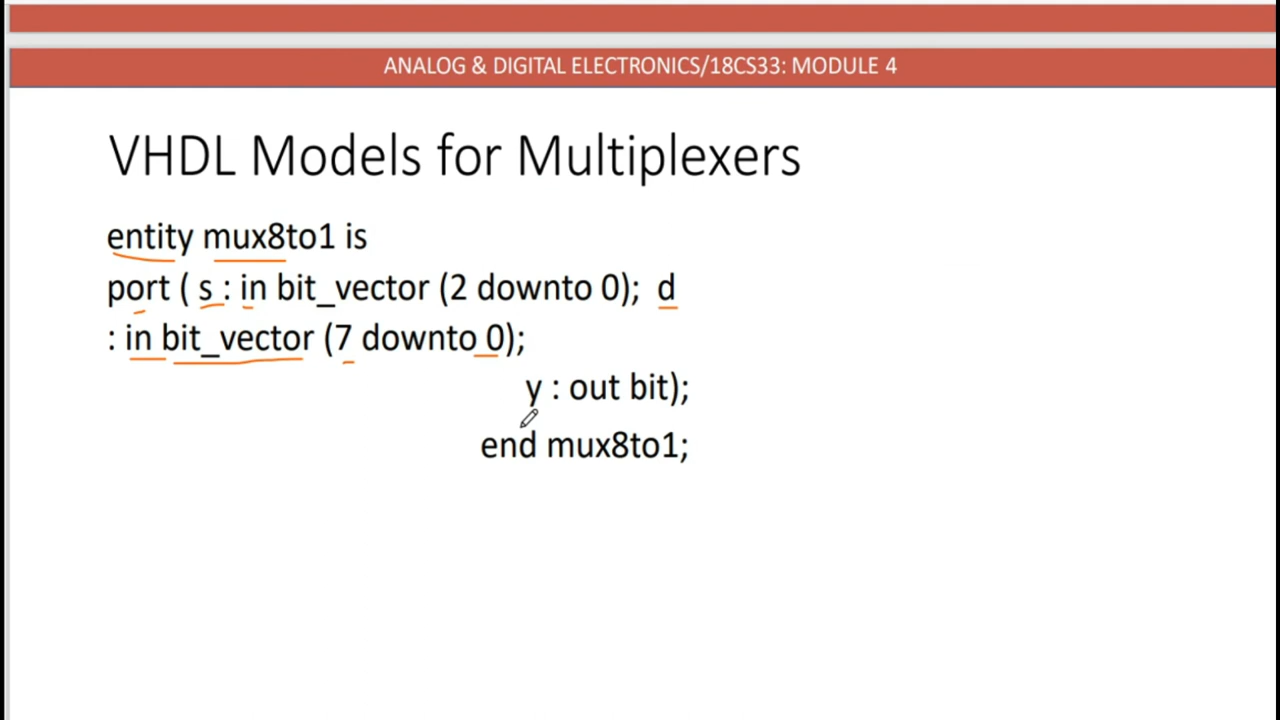 ANALOG & DIGITAL ELECTRONICS/18CS33: MODULE 4
VHDL Models for Multiplexers
entity mux8to1 is
port ( s : in bit_vector (2 downto 0); d
: in bit_vector (7 downto 0);
y : out bit);
end mux8to1;